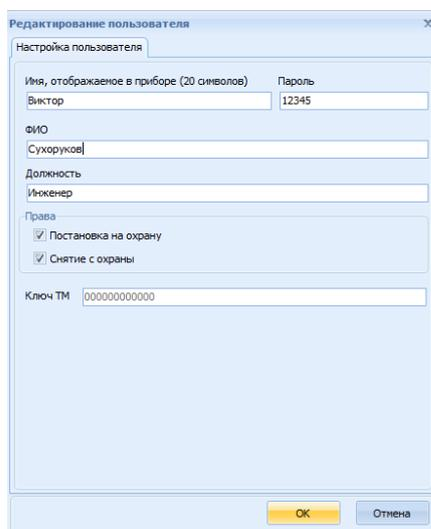 Редактирование пользователя
Настройка пользователя
Имя, отображаемое в приборе (20 символов) Пароль
Виктор 12345
ФИО
Сухоруков
Должность
Инженер
Права
Постановка на охрану
Снятие с охраны
Ключ ТМ 000000000000
ОК Отмена